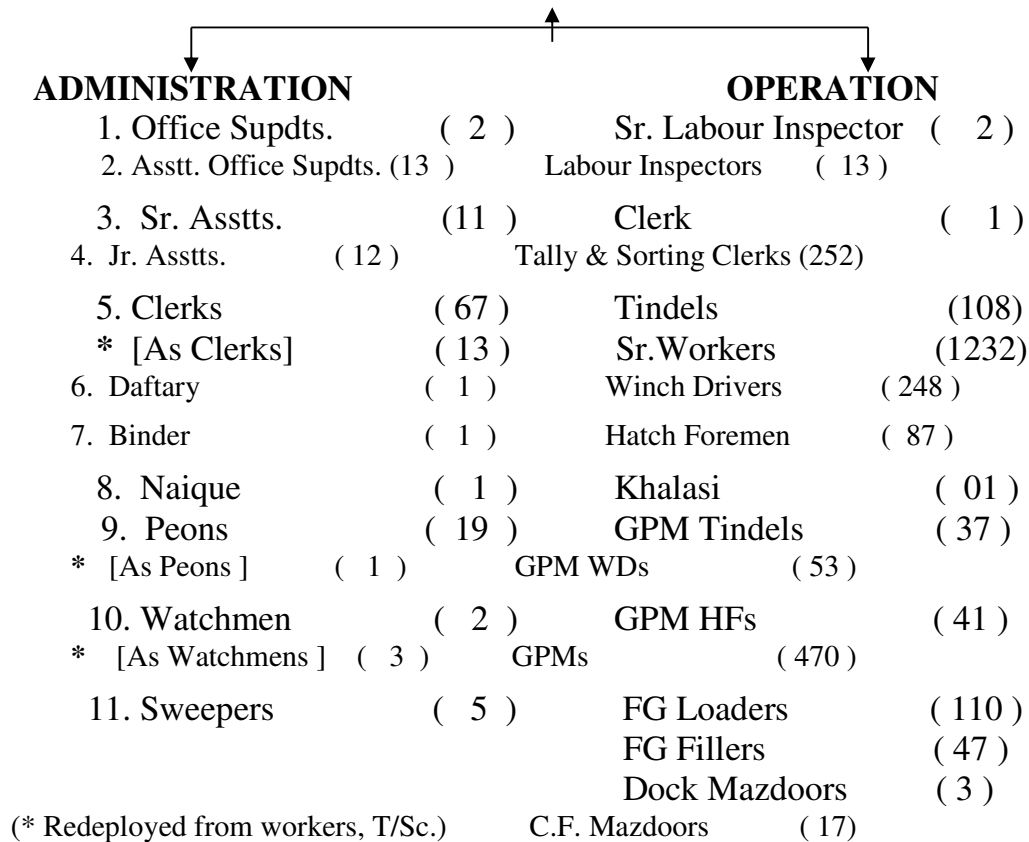 ADMINISTRATION OPERATION
1. Office Supdts. ( 2 ) Sr. Labour Inspector ( 2 )
2. Asstt. Office Supdts. (13 ) Labour Inspectors ( 13 )
3. Sr. Asstts. (11 ) Clerk ( 1 )
4. Jr. Asstts. ( 12 ) Tally & Sorting Clerks (252)
5. Clerks ( 67 ) Tindels (108)
* [As Clerks] ( 13 ) Sr.Workers (1232)
6. Daftary ( 1 ) Winch Drivers ( 248 )
7. Binder ( 1 ) Hatch Foremen ( 87 )
8. Naique ( 1 ) Khalasi ( 01 )
9. Peons ( 19 ) GPM Tindels ( 37 )
* [As Peons ] ( 1 ) GPM WDs ( 53 )
10. Watchmen ( 2 ) GPM HFs ( 41 )
* [As Watchmens ] ( 3 ) GPMs ( 470 )
11. Sweepers ( 5 ) FG Loaders ( 110 )
FG Fillers ( 47 )
Dock Mazdoors ( 3 )
(* Redeployed from workers, T/Sc.) C.F. Mazdoors ( 17)